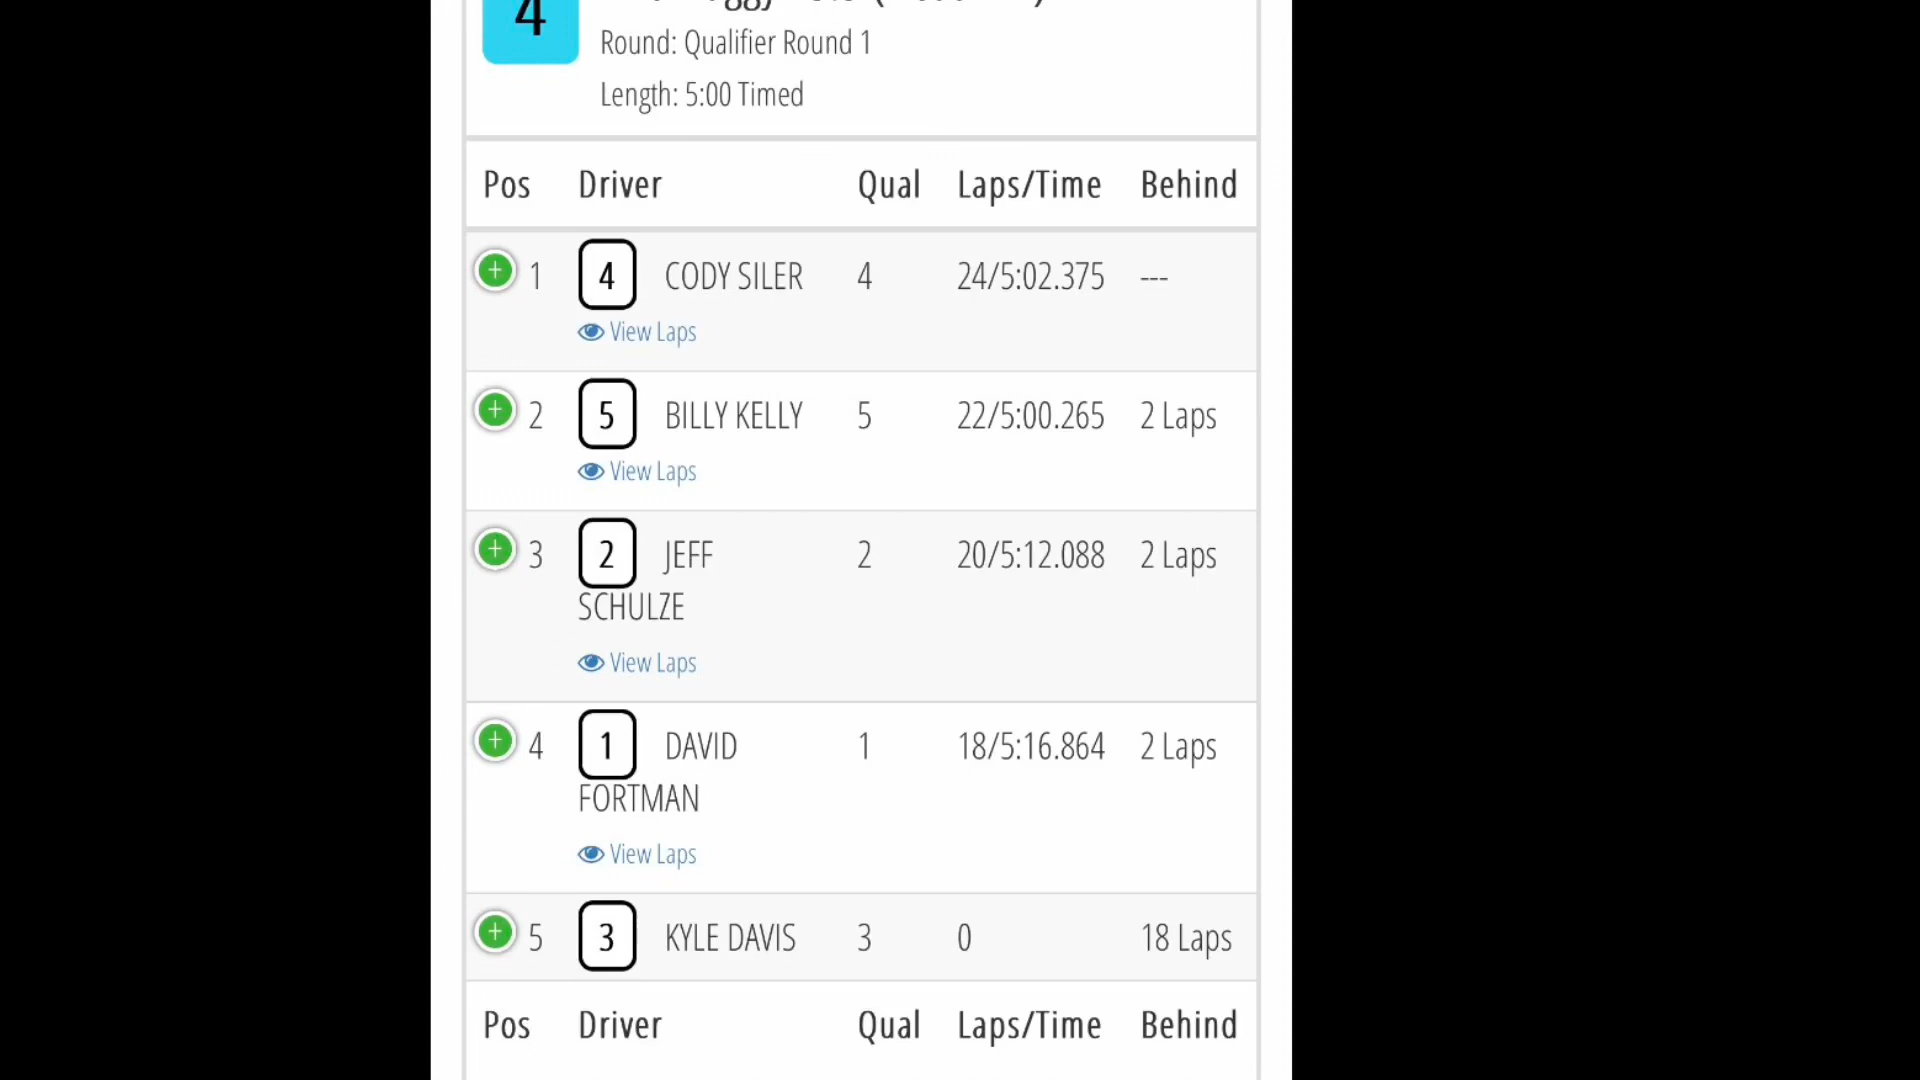 4
Round: Qualifier Round 1
Length: 5:00 Timed
Pos Driver Qual Laps/Time Behind
1 4 CODY SILER 4 24/5:02.375 ---
View Laps
2 5 BILLY KELLY 5 22/5:00.265 2 Laps
View Laps
3 2 JEFF 2 20/5:12.088 2 Laps
SCHULZE
View Laps
4 1 DAVID 1 18/5:16.864 2 Laps
FORTMAN
View Laps
5 3 KYLE DAVIS 3 0 18 Laps
Pos Driver Qual Laps/Time Behind